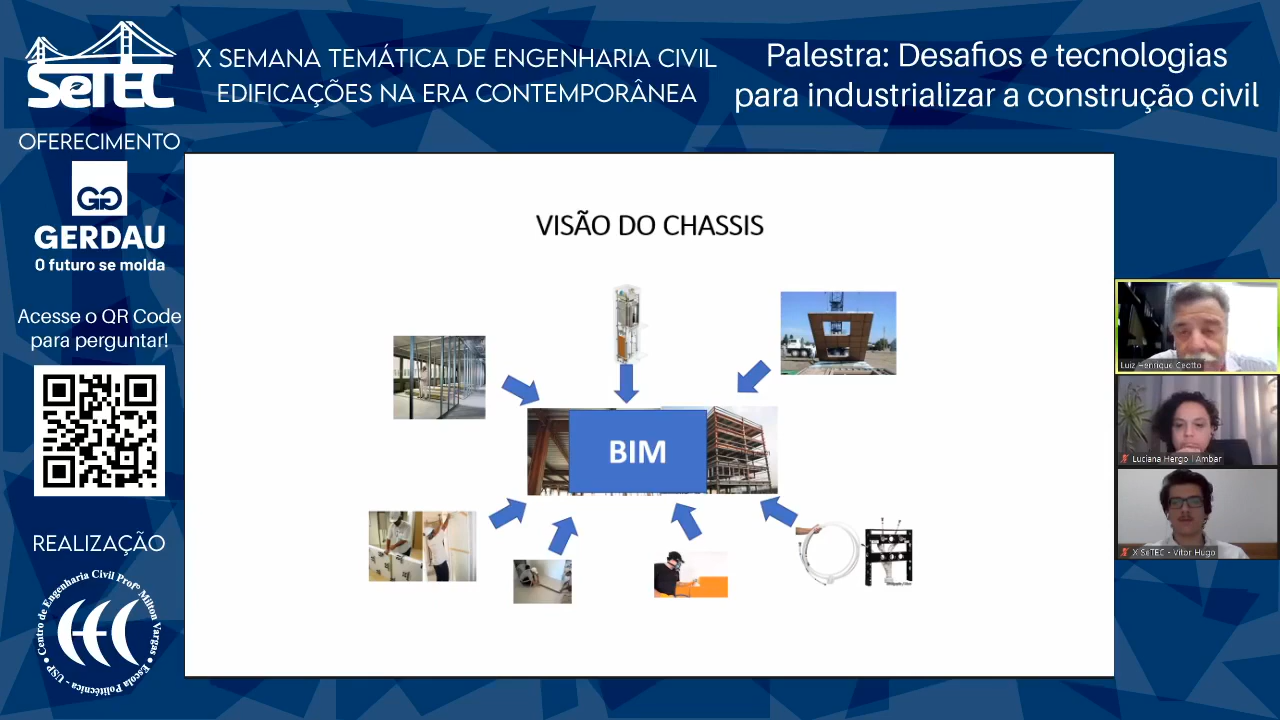 SeTEC
X SEMANA TEMÁTICA DE ENGENHARIA CIVIL
EDIFICAÇÕES NA ERA CONTEMPORÂNEA
Palestra: Desafios e tecnologias
para industrializar a construção civil
OFERECIMENTO
GERDAU
O futuro se molda
Acesse o QR Code
para perguntar!
REALIZAÇÃO
Centro de Engenharia Civil Profº Milton Vargas • Escola Politécnica - USP •
CEC
VISÃO DO CHASSIS
BIM
Luiz Henrique Ceotto
Luciana Hergo | Ambar
X SeTEC - Vitor Hugo